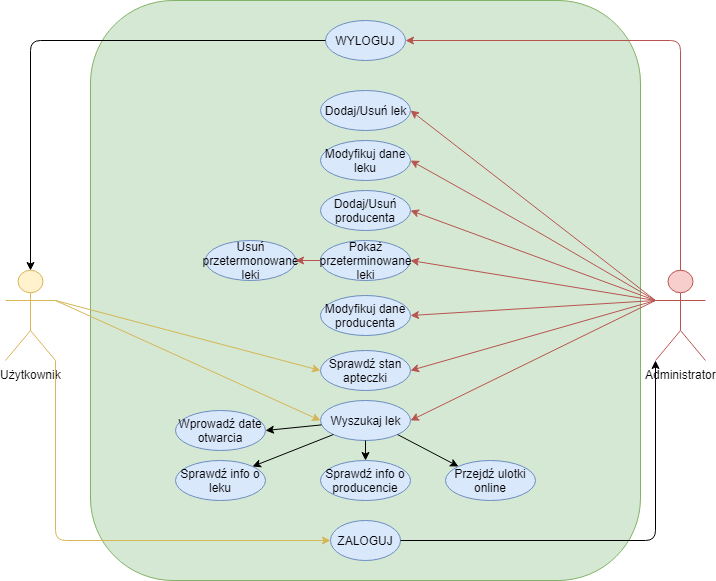 WYLOGUJ
Dodaj/Usuń lek
Modyfikuj dane
leku
Dodaj/Usuń
producenta
Usuń
przetermonowane
leki
Pokaż
przeterminowane
leki
Modyfikuj dane
producenta
Użytkownik
Administrator
Sprawdź stan
apteczki
Wyszukaj lek
Wprowadź date
otwarcia
Sprawdź info o
leku
Sprawdź info o
producencie
Przejdź ulotki
online
ZALOGUJ